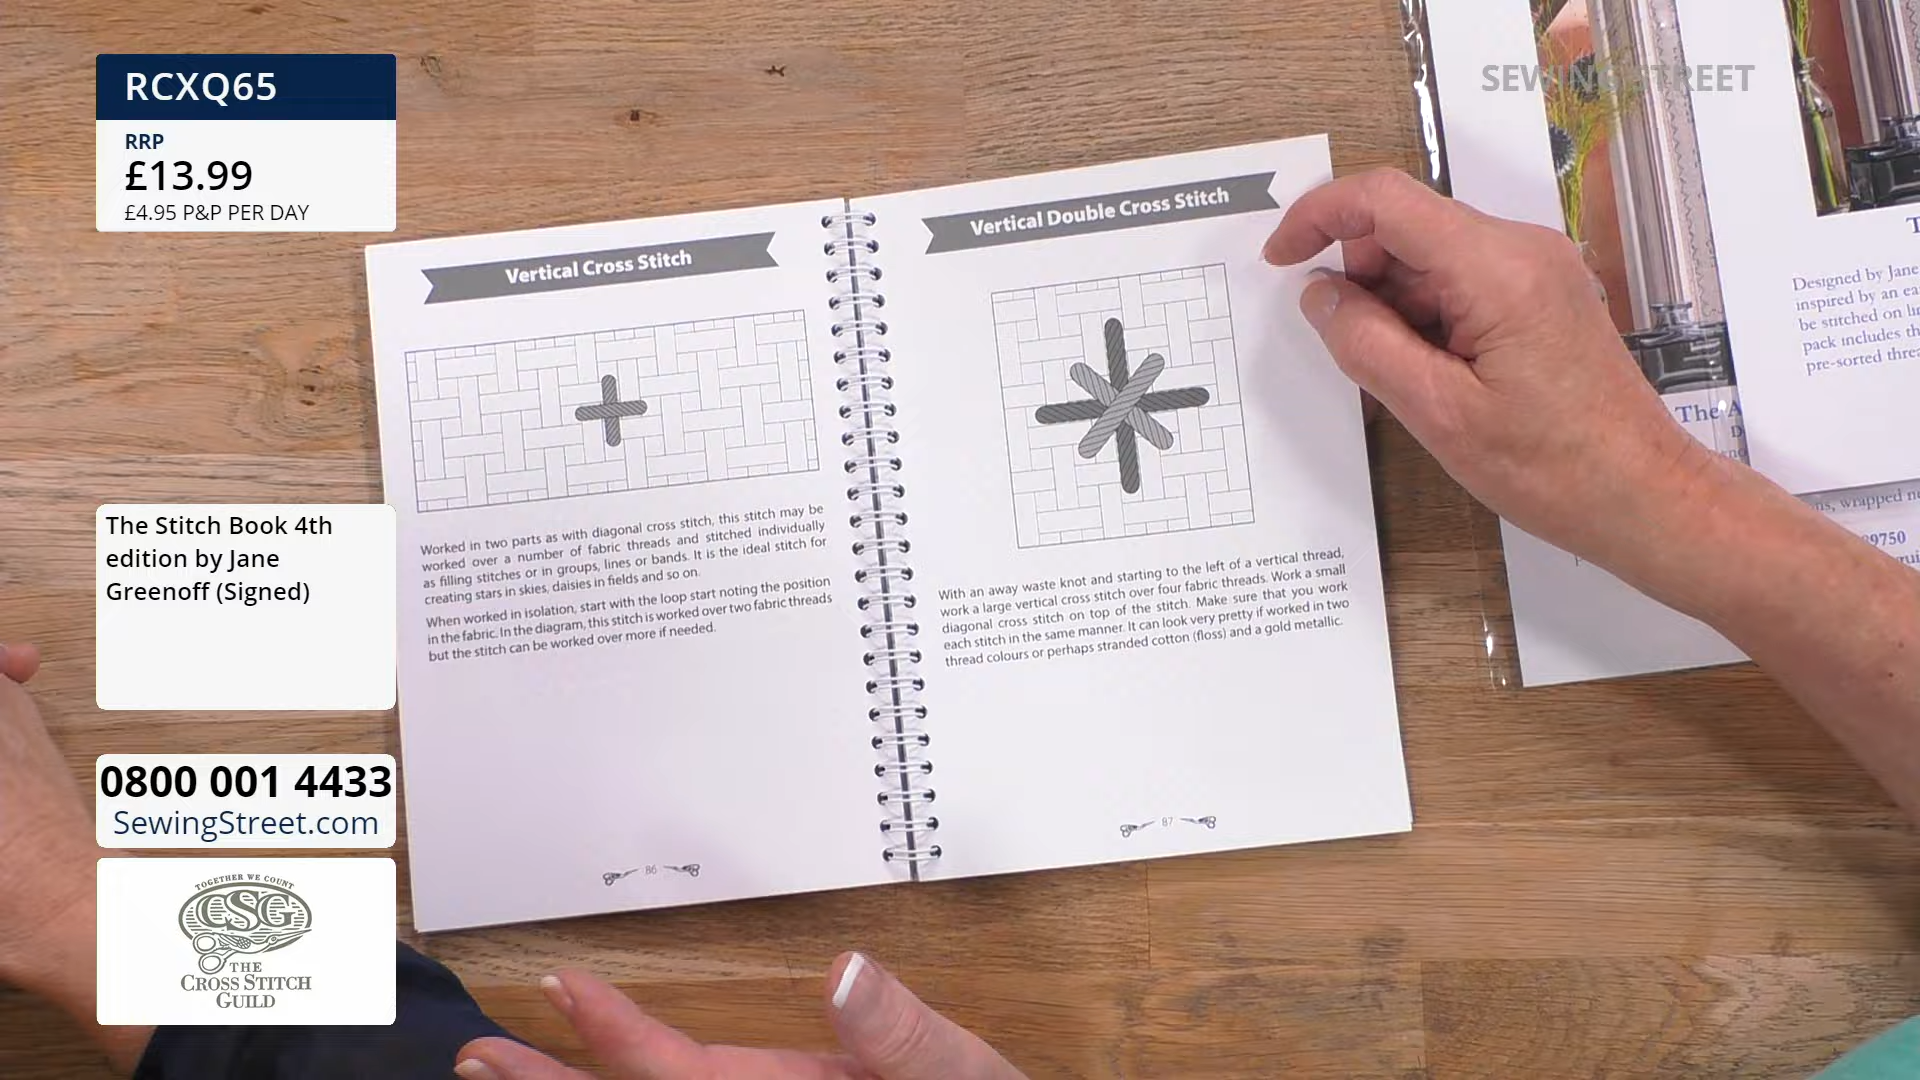 RCXQ65
RRP
£13.99
£4.95 P&P PER DAY
SEWING STREET
The Stitch Book 4th
edition by Jane
Greenoff (Signed)
0800 001 4433
SewingStreet.com
TOGETHER WE COUNT
CSG
THE
CROSS STITCH
GUILD
Vertical Cross Stitch
Worked in two parts as with diagonal cross stitch, this stitch may be
worked over a number of fabric threads and stitched individually
as filling stitches or in groups, lines or bands. It is the ideal stitch for
creating stars in skies, daisies in fields and so on.
When worked in isolation, start with the loop start noting the position
in the fabric. In the diagram, this stitch is worked over two fabric threads
but the stitch can be worked over more if needed.
86
Vertical Double Cross Stitch
With an away waste knot and starting to the left of a vertical thread,
work a large vertical cross stitch over four fabric threads. Work a small
diagonal cross stitch on top of the stitch. Make sure that you work
each stitch in the same manner. It can look very pretty if worked in two
thread colours or perhaps stranded cotton (floss) and a gold metallic.
87
Designed by Jane
inspired by an
be stitched on
pack includes
pre-sorted
The A
wrapped
9750